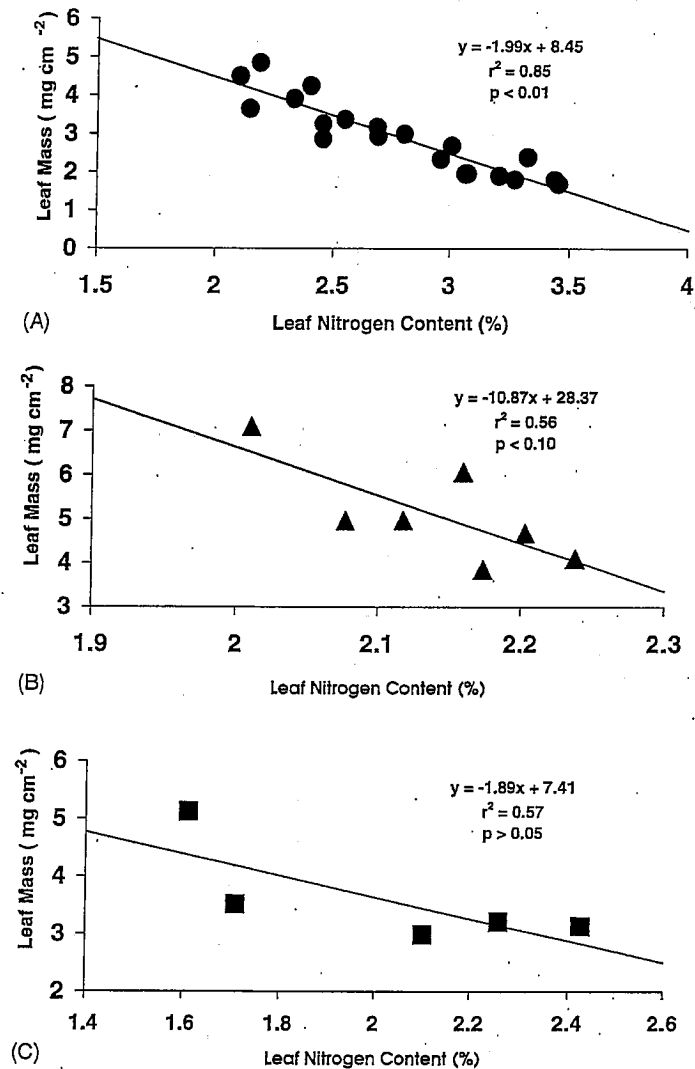 6
5
4
3
2
1
0
Leaf Mass ( mg cm⁻²)
y = -1.99x + 8.45
r² = 0.85
p < 0.01
1.5 2 2.5 3 3.5 4
(A)
Leaf Nitrogen Content (%)
8
7
6
5
4
3
Leaf Mass ( mg cm⁻²)
y = -10.87x + 28.37
r² = 0.56
p < 0.10
1.9 2 2.1 2.2 2.3
(B)
Leaf Nitrogen Content (%)
6
5
4
3
2
Leaf Mass ( mg cm⁻²)
y = -1.89x + 7.41
r² = 0.57
p > 0.05
1.4 1.6 1.8 2 2.2 2.4 2.6
(C)
Leaf Nitrogen Content (%)